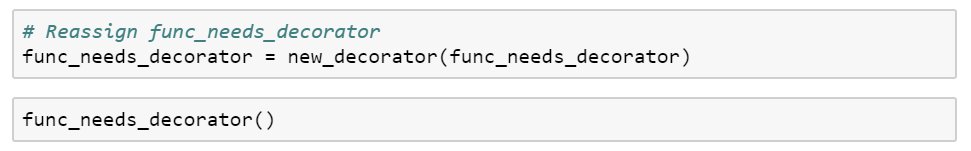 # Reassign func_needs_decorator
func_needs_decorator = new_decorator(func_needs_decorator)
func_needs_decorator()